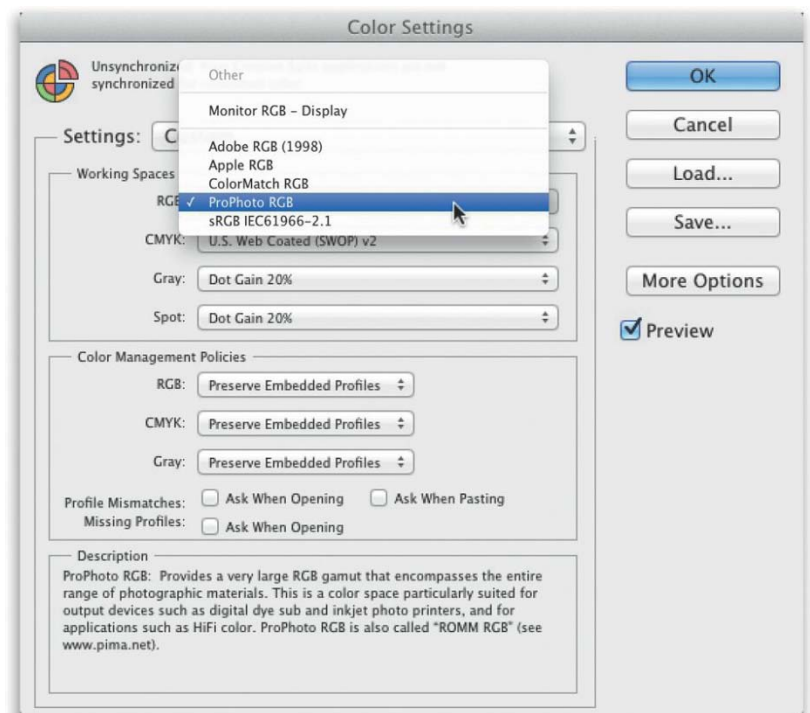 Color Settings
Unsynchronized
synchronized
Other
Monitor RGB - Display
Adobe RGB (1998)
Apple RGB
ColorMatch RGB
✓ ProPhoto RGB
sRGB IEC61966-2.1
Settings:
Working Spaces
RGB
CMYK: U.S. Web Coated (SWOP) v2
Gray: Dot Gain 20%
Spot: Dot Gain 20%
Color Management Policies
RGB: Preserve Embedded Profiles
CMYK: Preserve Embedded Profiles
Gray: Preserve Embedded Profiles
Profile Mismatches: Ask When Opening Ask When Pasting
Missing Profiles: Ask When Opening
Description
ProPhoto RGB: Provides a very large RGB gamut that encompasses the entire
range of photographic materials. This is a color space particularly suited for
output devices such as digital dye sub and inkjet photo printers, and for
applications such as HiFi color. ProPhoto RGB is also called “ROMM RGB” (see
www.pima.net).
OK
Cancel
Load...
Save...
More Options
Preview